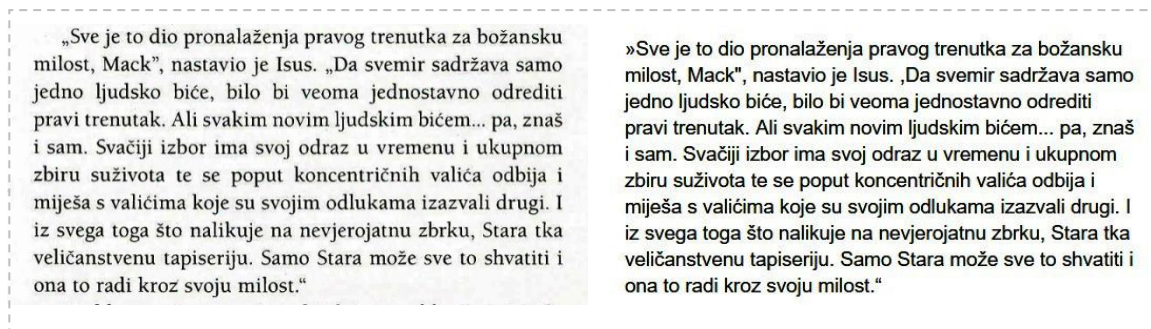 „Sve je to dio pronalaženja pravog trenutka za božansku
milost, Mack”, nastavio je Isus. „Da svemir sadržava samo
jedno ljudsko biće, bilo bi veoma jednostavno odrediti
pravi trenutak. Ali svakim novim ljudskim bićem... pa, znaš
i sam. Svačiji izbor ima svoj odraz u vremenu i ukupnom
zbiru suživota te se poput koncentričnih valića odbija i
miješa s valićima koje su svojim odlukama izazvali drugi. I
iz svega toga što nalikuje na nevjerojatnu zbrku, Stara tka
veličanstvenu tapiseriju. Samo Stara može sve to shvatiti i
ona to radi kroz svoju milost.“
»Sve je to dio pronalaženja pravog trenutka za božansku
milost, Mack", nastavio je Isus. ‚Da svemir sadržava samo
jedno ljudsko biće, bilo bi veoma jednostavno odrediti
pravi trenutak. Ali svakim novim ljudskim bićem... pa, znaš
i sam. Svačiji izbor ima svoj odraz u vremenu i ukupnom
zbiru suživota te se poput koncentričnih valića odbija i
miješa s valićima koje su svojim odlukama izazvali drugi. I
iz svega toga što nalikuje na nevjerojatnu zbrku, Stara tka
veličanstvenu tapiseriju. Samo Stara može sve to shvatiti i
ona to radi kroz svoju milost.“